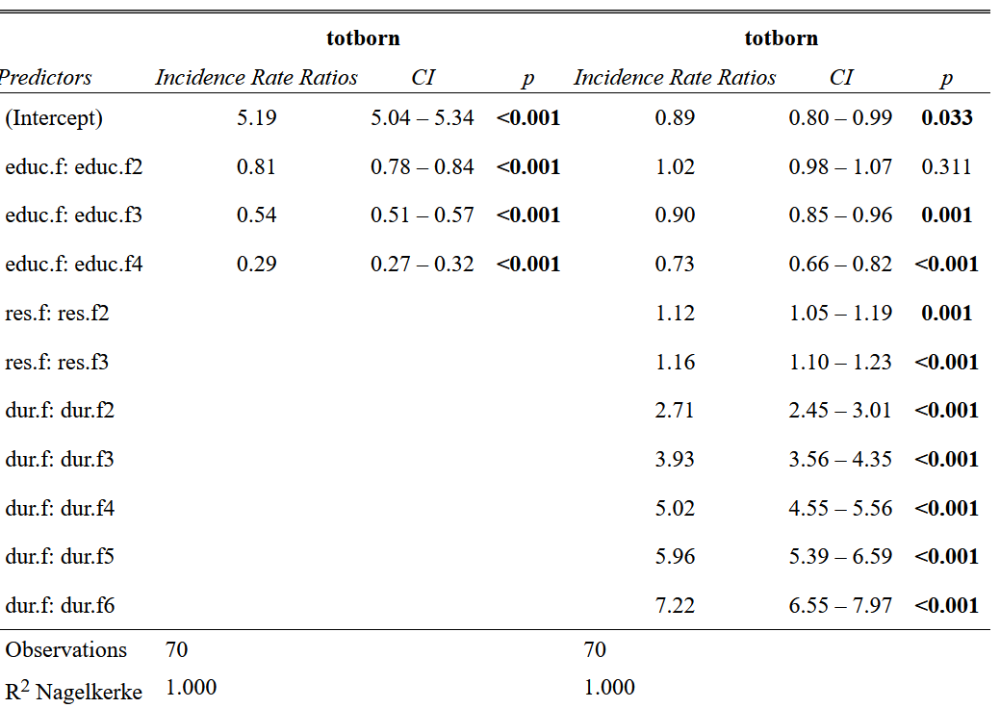 totborn totborn
Predictors Incidence Rate Ratios CI p Incidence Rate Ratios CI p
(Intercept) 5.19 5.04 – 5.34 <0.001 0.89 0.80 – 0.99 0.033
educ.f: educ.f2 0.81 0.78 – 0.84 <0.001 1.02 0.98 – 1.07 0.311
educ.f: educ.f3 0.54 0.51 – 0.57 <0.001 0.90 0.85 – 0.96 0.001
educ.f: educ.f4 0.29 0.27 – 0.32 <0.001 0.73 0.66 – 0.82 <0.001
res.f: res.f2 1.12 1.05 – 1.19 0.001
res.f: res.f3 1.16 1.10 – 1.23 <0.001
dur.f: dur.f2 2.71 2.45 – 3.01 <0.001
dur.f: dur.f3 3.93 3.56 – 4.35 <0.001
dur.f: dur.f4 5.02 4.55 – 5.56 <0.001
dur.f: dur.f5 5.96 5.39 – 6.59 <0.001
dur.f: dur.f6 7.22 6.55 – 7.97 <0.001
Observations 70 70
R² Nagelkerke 1.000 1.000